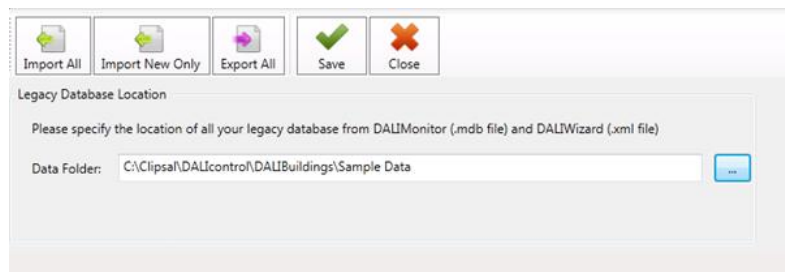 Import All Import New Only Export All Save Close
Legacy Database Location
Please specify the location of all your legacy database from DALIMonitor (.mdb file) and DALIWizard (.xml file)
Data Folder: C:\Clipsal\DALIcontrol\DALIBuildings\Sample Data ...